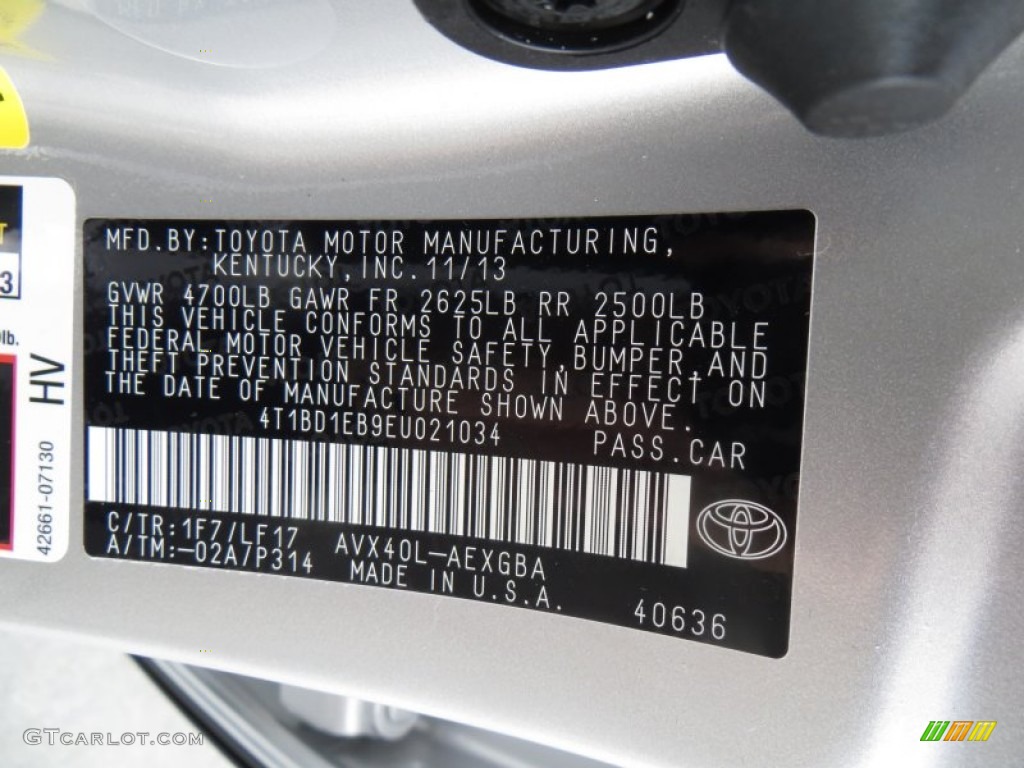 MFD.BY:TOYOTA MOTOR MANUFACTURING,
KENTUCKY,INC.11/13
GVWR 4700LB GAWR FR 2625LB RR 2500LB
THIS VEHICLE CONFORMS TO ALL APPLICABLE
FEDERAL MOTOR VEHICLE SAFETY,BUMPER,AND
THEFT PREVENTION STANDARDS IN EFFECT ON
THE DATE OF MANUFACTURE SHOWN ABOVE.
4T1BD1EB9EU021034
PASS.CAR
C/TR:1F7/LF17
A/TM:-02A/P314
AVX40L-AEXGBA
MADE IN U.S.A.
40636
HV
42661-07130
lb.
3
GTCARLOT.COM